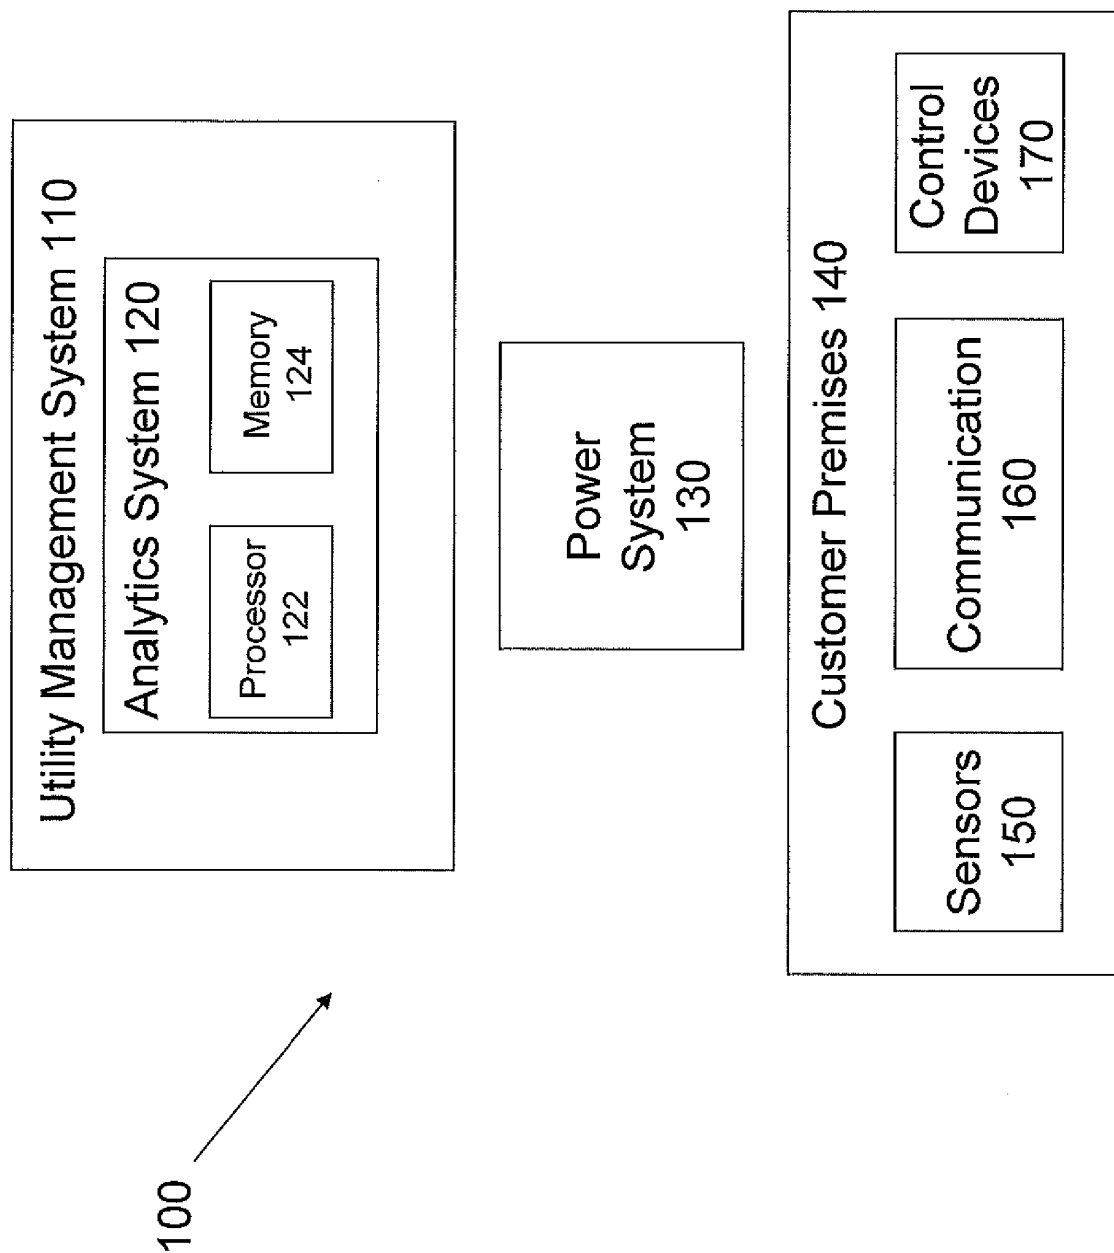 Utility Management System 110
Analytics System 120
Processor
122
Memory
124
Power
System
130
Customer Premises 140
Sensors
150
Communication
160
Control
Devices
170
100